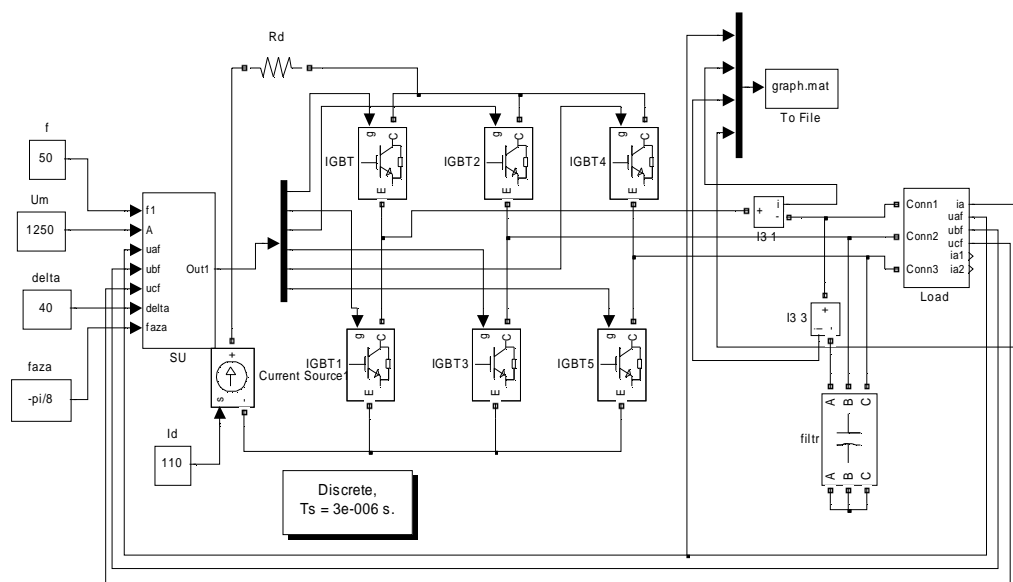 Rd
graph.mat
To File
f
50
Um
1250
delta
40
faza
-pi/8
Id
110
f1
A
uaf
ubf
ucf
delta
faza
Out1
SU
+
Current Source1
s
-
g
C
IGBT
E
g
C
IGBT2
E
g
C
IGBT4
E
g
C
IGBT1
E
g
C
IGBT3
E
g
C
IGBT5
E
+
i
-
I3 1
Conn1
Conn2
Conn3
ia
uaf
ubf
ucf
ia1
ia2
Load
I3 3
+
i
-
A
B
C
filtr
A
B
C
Discrete,
Ts = 3e-006 s.